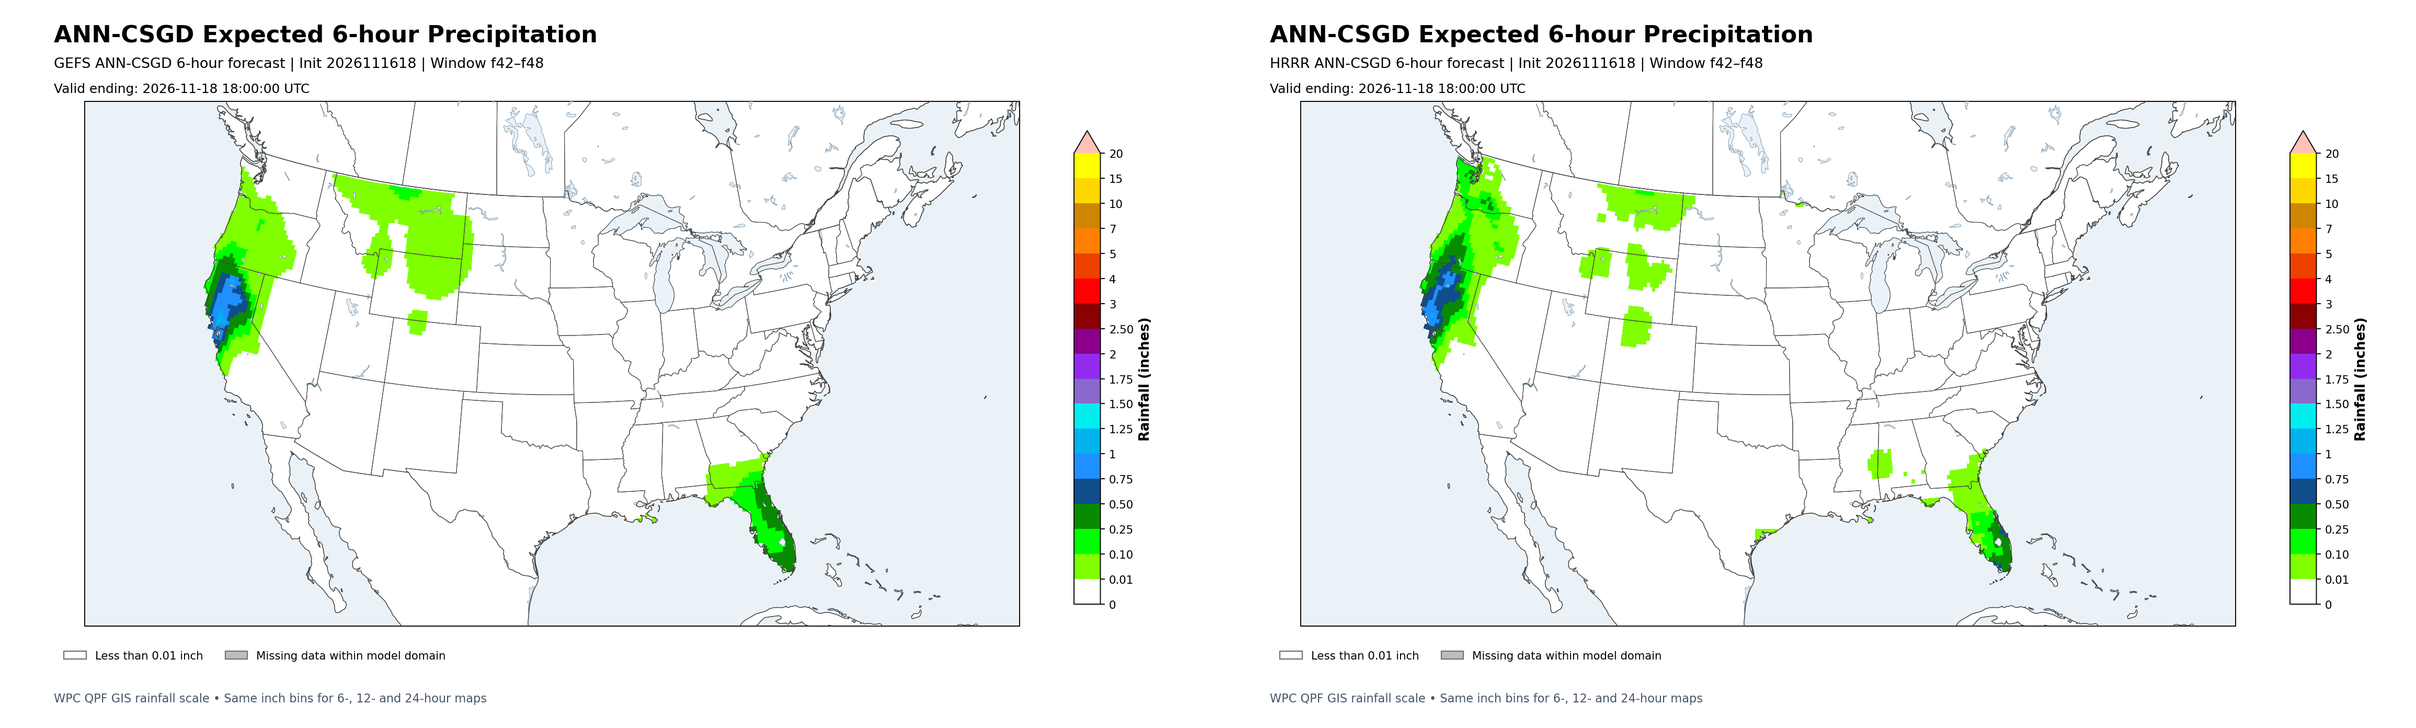 ANN-CSGD Expected 6-hour Precipitation
GEFS ANN-CSGD 6-hour forecast | Init 2026111618 | Window f42–f48
Valid ending: 2026-11-18 18:00:00 UTC
20
15
10
7
5
4
3
2.50
2
1.75
1.50
1.25
1
0.75
0.50
0.25
0.10
0.01
0
Rainfall (inches)
Less than 0.01 inch
Missing data within model domain
WPC QPF GIS rainfall scale • Same inch bins for 6-, 12- and 24-hour maps
ANN-CSGD Expected 6-hour Precipitation
HRRR ANN-CSGD 6-hour forecast | Init 2026111618 | Window f42–f48
Valid ending: 2026-11-18 18:00:00 UTC
20
15
10
7
5
4
3
2.50
2
1.75
1.50
1.25
1
0.75
0.50
0.25
0.10
0.01
0
Rainfall (inches)
Less than 0.01 inch
Missing data within model domain
WPC QPF GIS rainfall scale • Same inch bins for 6-, 12- and 24-hour maps